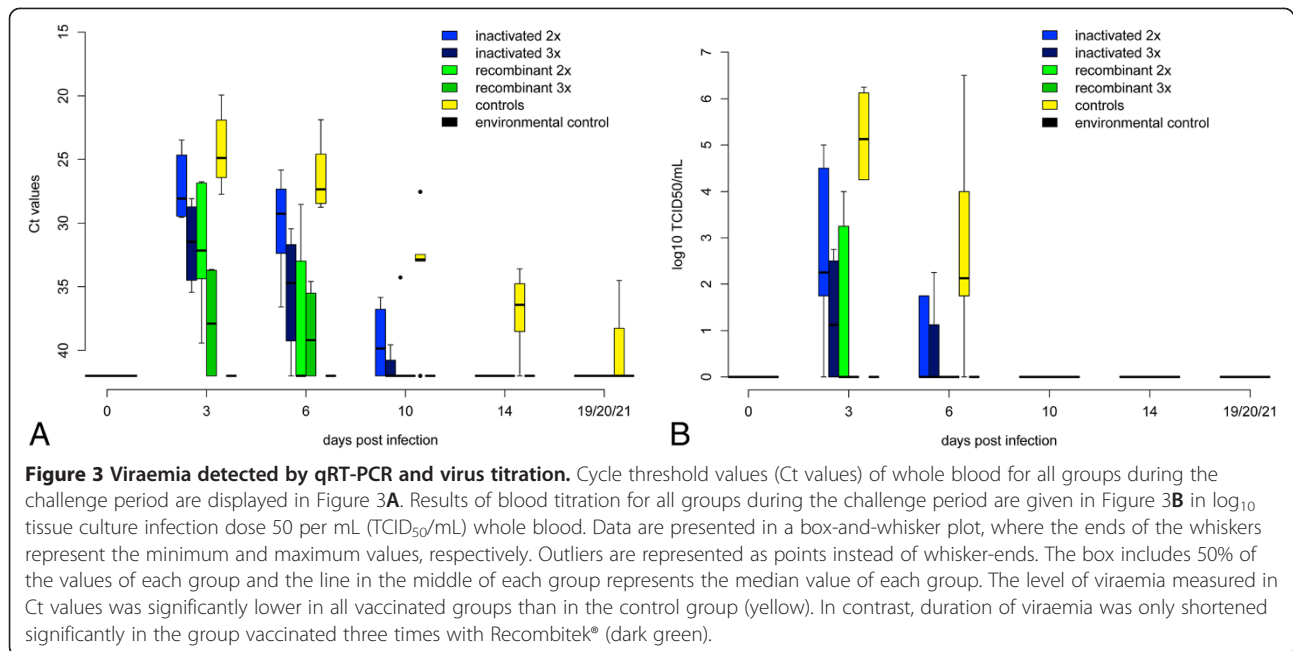 15
20
25
30
35
40
Ct values
inactivated 2x
inactivated 3x
recombinant 2x
recombinant 3x
controls
environmental control
0
3
6
10
14
19/20/21
days post infection
A
7
6
5
4
3
2
1
0
log10 TCID50/mL
inactivated 2x
inactivated 3x
recombinant 2x
recombinant 3x
controls
environmental control
0
3
6
10
14
19/20/21
days post infection
B
Figure 3 Viraemia detected by qRT-PCR and virus titration. Cycle threshold values (Ct values) of whole blood for all groups during the
challenge period are displayed in Figure 3A. Results of blood titration for all groups during the challenge period are given in Figure 3B in log₁₀
tissue culture infection dose 50 per mL (TCID₅₀/mL) whole blood. Data are presented in a box-and-whisker plot, where the ends of the whiskers
represent the minimum and maximum values, respectively. Outliers are represented as points instead of whisker-ends. The box includes 50% of
the values of each group and the line in the middle of each group represents the median value of each group. The level of viraemia measured in
Ct values was significantly lower in all vaccinated groups than in the control group (yellow). In contrast, duration of viraemia was only shortened
significantly in the group vaccinated three times with Recombitek® (dark green).